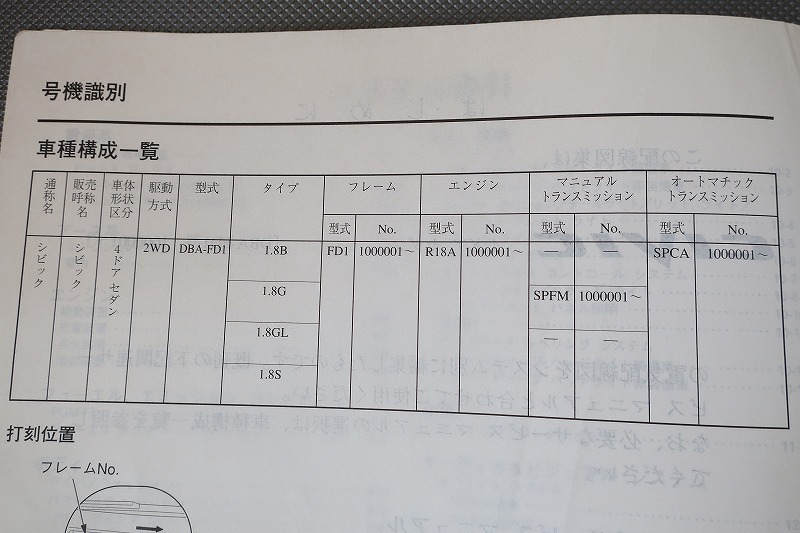 号機識別
車種構成一覧
通称名 販売呼称名 車体形状区分 駆動方式 型式 タイプ フレーム エンジン マニュアルトランスミッション オートマチックトランスミッション
型式 No. 型式 No. 型式 No. 型式 No.
シビック シビック 4ドア セダン 2WD DBA-FD1 1.8B FD1 1000001～ R18A 1000001～ — — SPCA 1000001～
1.8G SPFM 1000001～
1.8GL — —
1.8S
打刻位置
フレームNo.